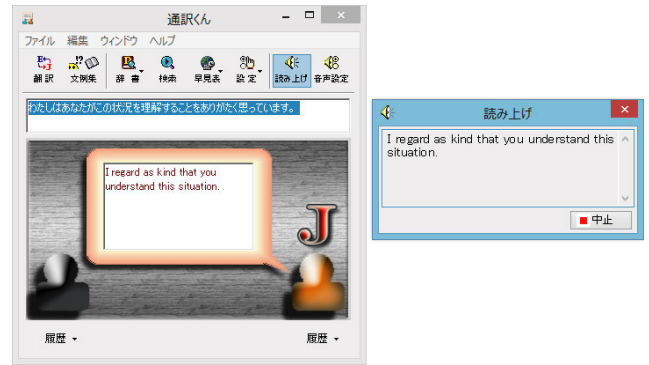 通訳くん
ファイル 編集 ウィンドウ ヘルプ
翻訳 文例集 辞書 検索 早見表 設定 読み上げ 音声設定
わたしはあなたがこの状況を理解することをありがたく思っています。
I regard as kind that you
understand this situation.
J
履歴 履歴
読み上げ
I regard as kind that you understand this
situation.
中止